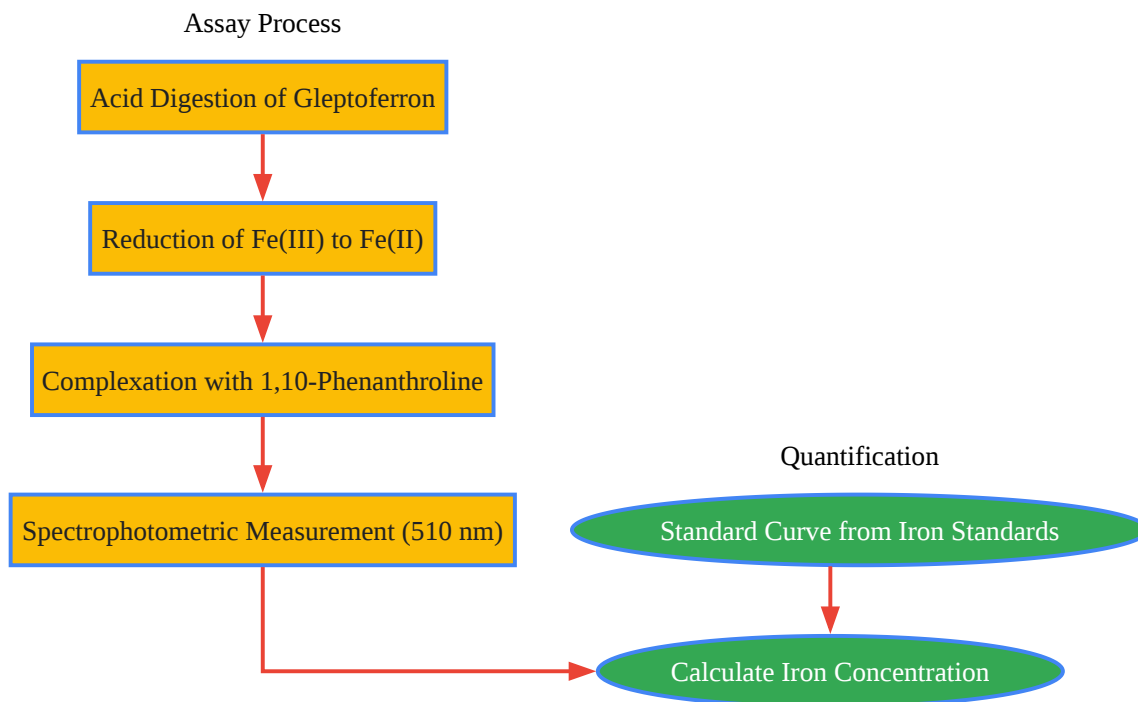 Assay Process
Acid Digestion of Gleptoferron
Reduction of Fe(III) to Fe(II)
Complexation with 1,10-Phenanthroline
Spectrophotometric Measurement (510 nm)
Quantification
Standard Curve from Iron Standards
Calculate Iron Concentration